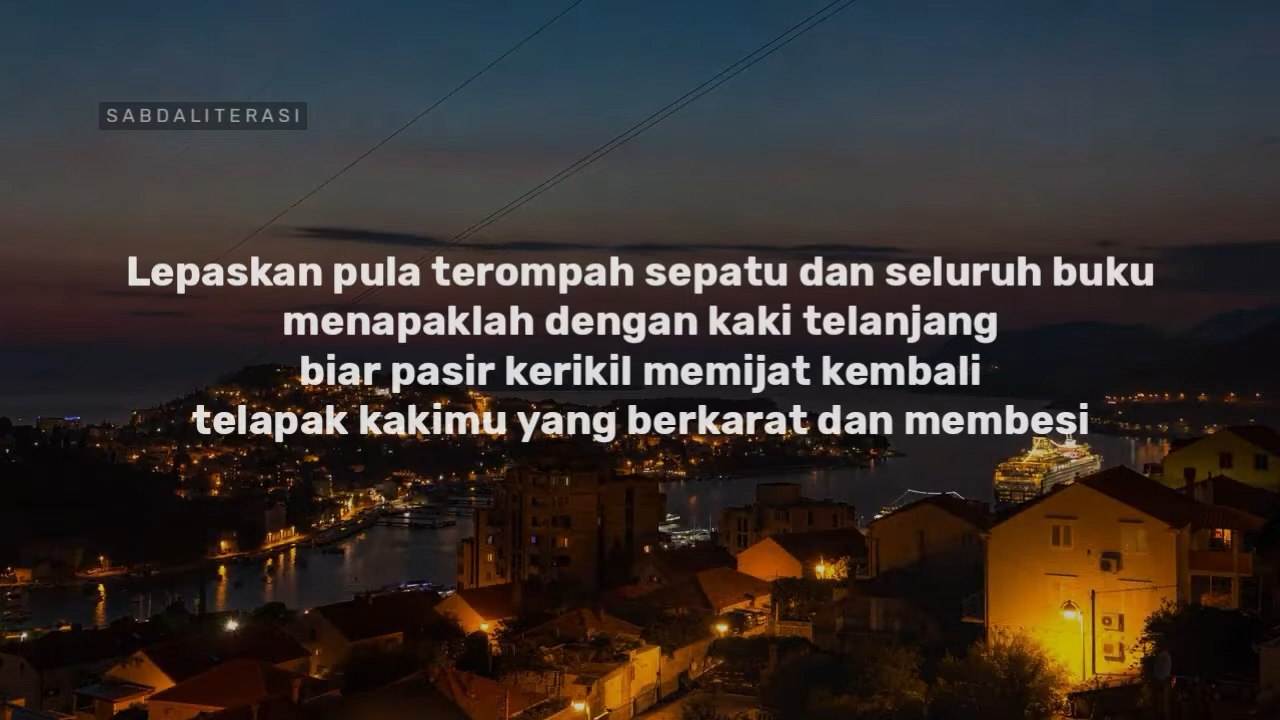 SABDALITERASI
Lepaskan pula terompah sepatu dan seluruh buku
menapaklah dengan kaki telanjang
biar pasir kerikil memijat kembali
telapak kakimu yang berkarat dan membesi